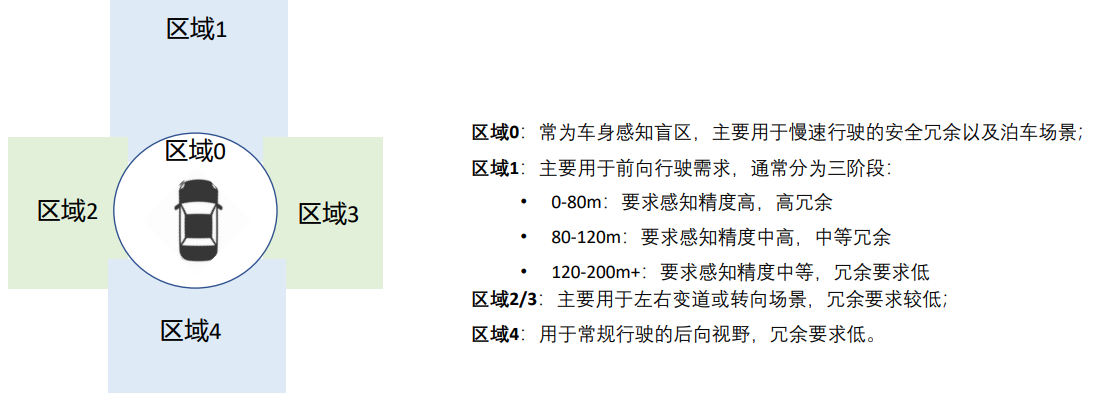 区域1
区域0
区域2
区域3
区域4
区域0：常为车身感知盲区，主要用于慢速行驶的安全冗余以及泊车场景；
区域1：主要用于前向行驶需求，通常分为三阶段：
• 0-80m：要求感知精度高，高冗余
• 80-120m：要求感知精度中高，中等冗余
• 120-200m+：要求感知精度中等，冗余要求低
区域2/3：主要用于左右变道或转向场景，冗余要求较低；
区域4：用于常规行驶的后向视野，冗余要求低。